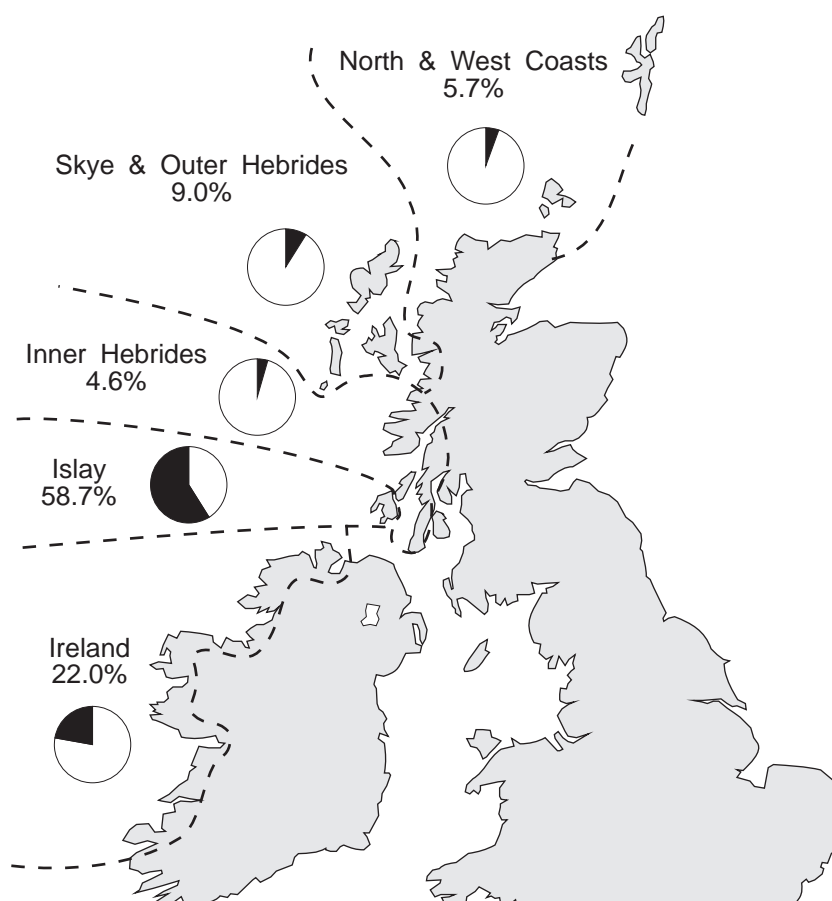 North & West Coasts
5.7%
Skye & Outer Hebrides
9.0%
Inner Hebrides
4.6%
Islay
58.7%
Ireland
22.0%